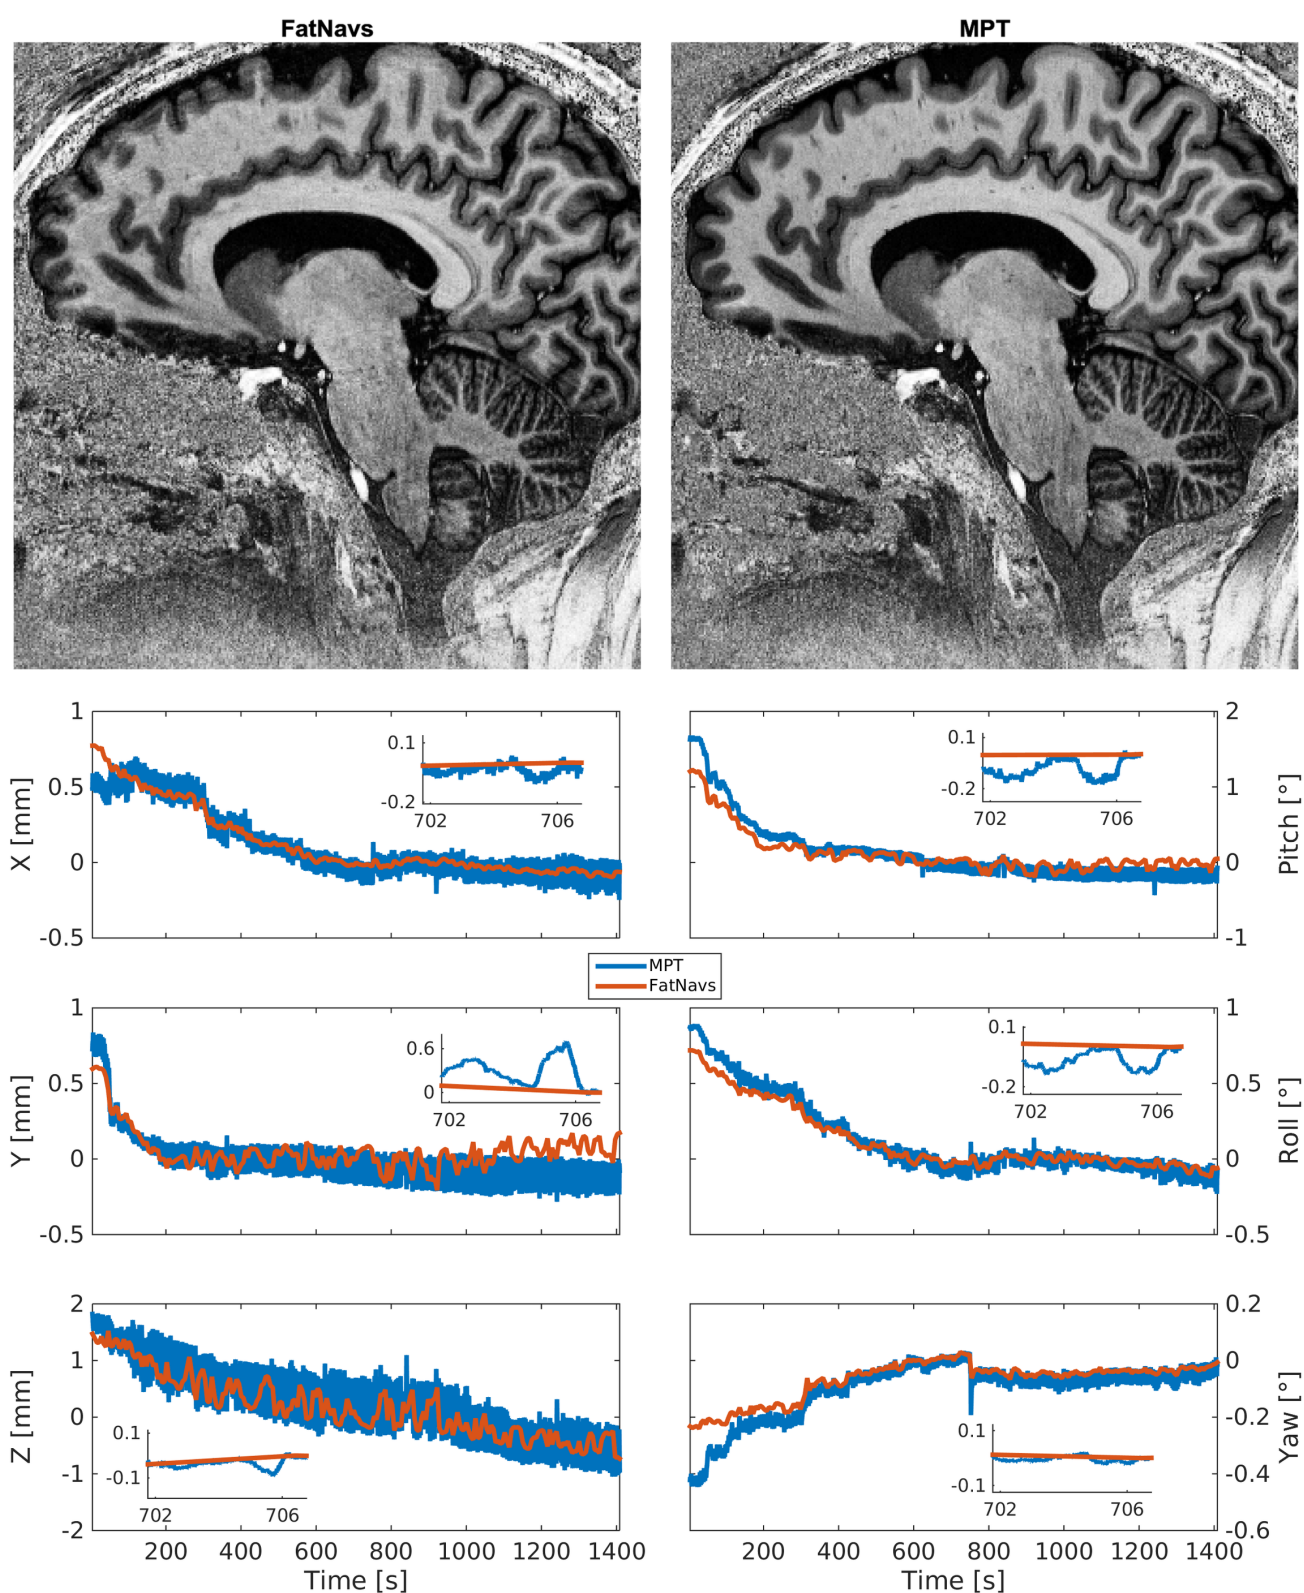 FatNavs MPT
1 2
0.1 0.1
0.5 1
-0.2 -0.2
702 706 702 706
X [mm] Pitch [°]
0 0
-0.5 -1
MPT
FatNavs
1 1
0.6 0.1
0 -0.2
702 706 702 706
0.5 0.5
Y [mm] Roll [°]
0 0
-0.5 -0.5
2 0.2
1 0
Z [mm] Yaw [°]
0 -0.2
0.1 0.1
-0.1 -0.1
702 706 702 706
-1 -0.4
-2 -0.6
200 400 600 800 1000 1200 1400 200 400 600 800 1000 1200 1400
Time [s] Time [s]